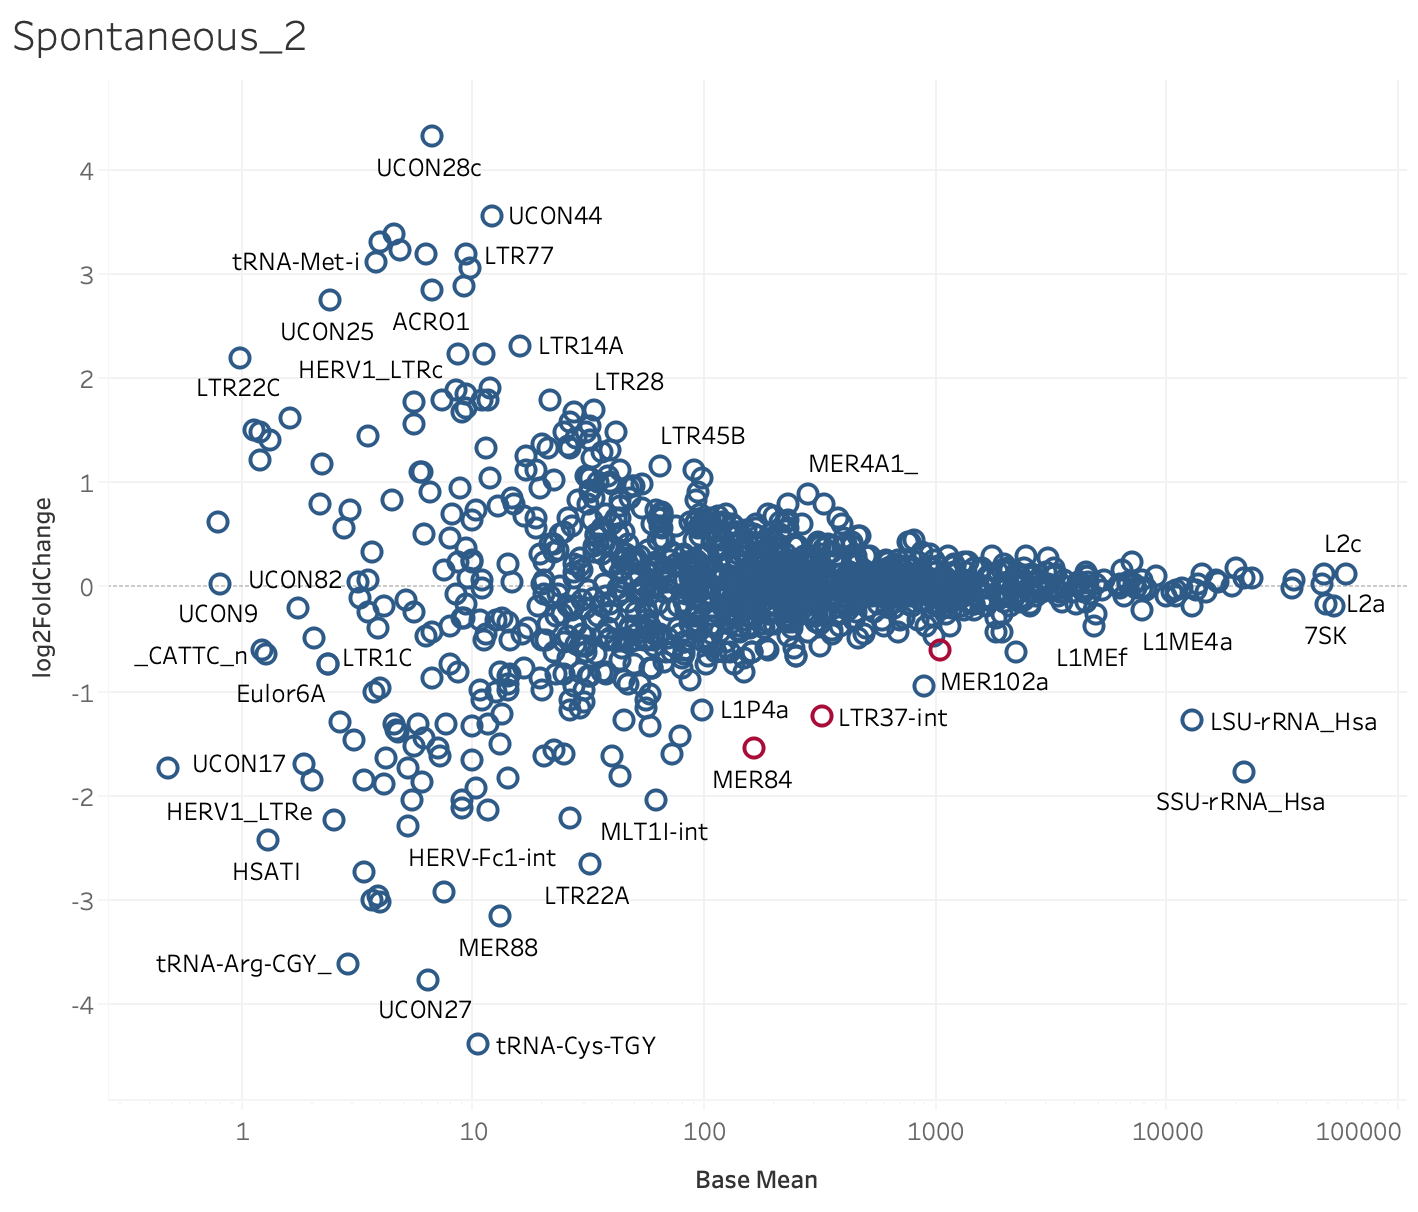 Spontaneous_2
4
3
2
1
0
-1
-2
-3
-4
log2FoldChange
UCON28c
UCON44
LTR77
tRNA-Met-i
UCON25
ACRO1
LTR14A
HERV1_LTRc
LTR22C
LTR28
LTR45B
MER4A1_
L2c
UCON82
UCON9
L2a
7SK
L1ME4a
L1MEf
_CATTC_n
LTR1C
Eulor6A
MER102a
L1P4a
LTR37-int
LSU-rRNA_Hsa
UCON17
MER84
SSU-rRNA_Hsa
HERV1_LTRe
MLT1I-int
HSATI
HERV-Fc1-int
LTR22A
MER88
tRNA-Arg-CGY_
UCON27
tRNA-Cys-TGY
1
10
100
1000
10000
100000
Base Mean